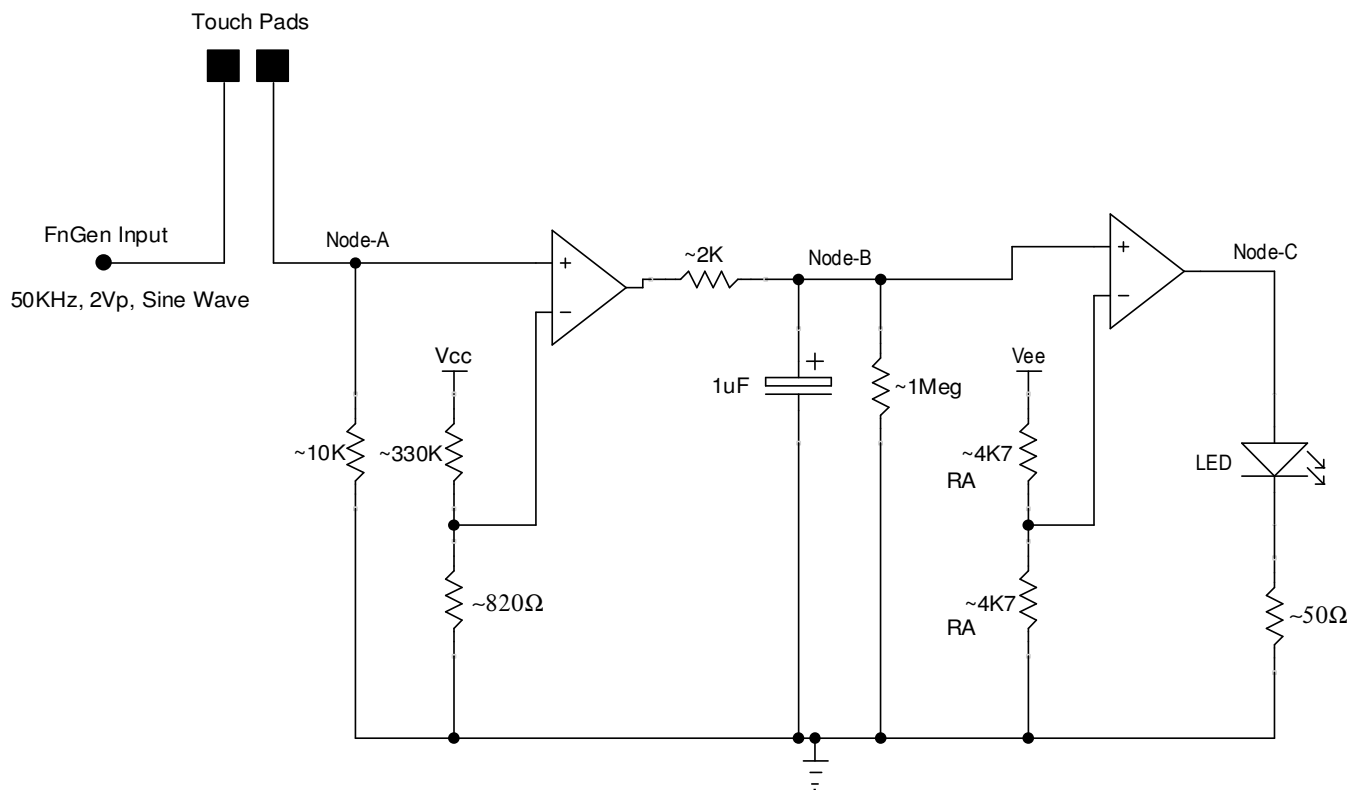 Touch Pads
FnGen Input
50KHz, 2Vp, Sine Wave
Node-A
+
−
~2K
Node-B
+
−
Node-C
Vcc
Vee
1uF
+
~1Meg
~10K
~330K
~4K7
RA
LED
~820Ω
~4K7
RA
~50Ω